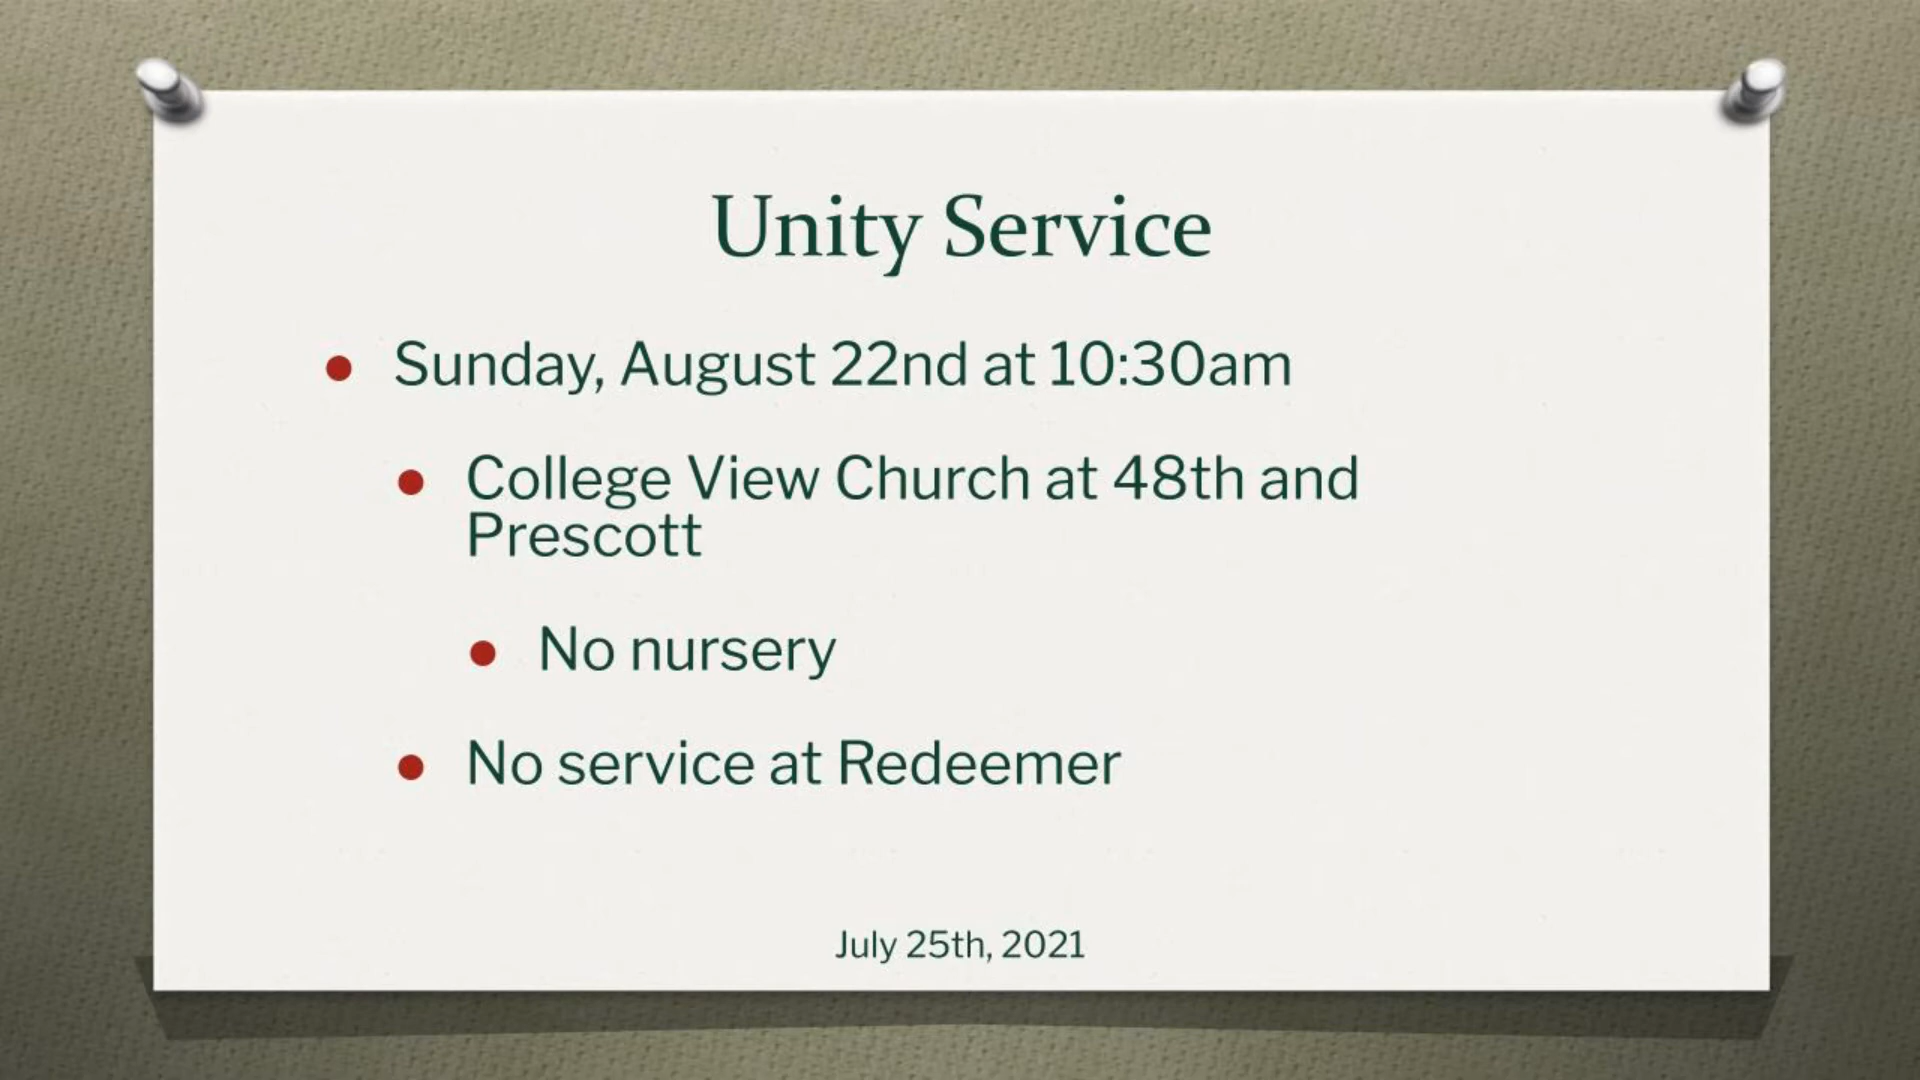 Unity Service
Sunday, August 22nd at 10:30am
College View Church at 48th and
Prescott
No nursery
No service at Redeemer
July 25th, 2021